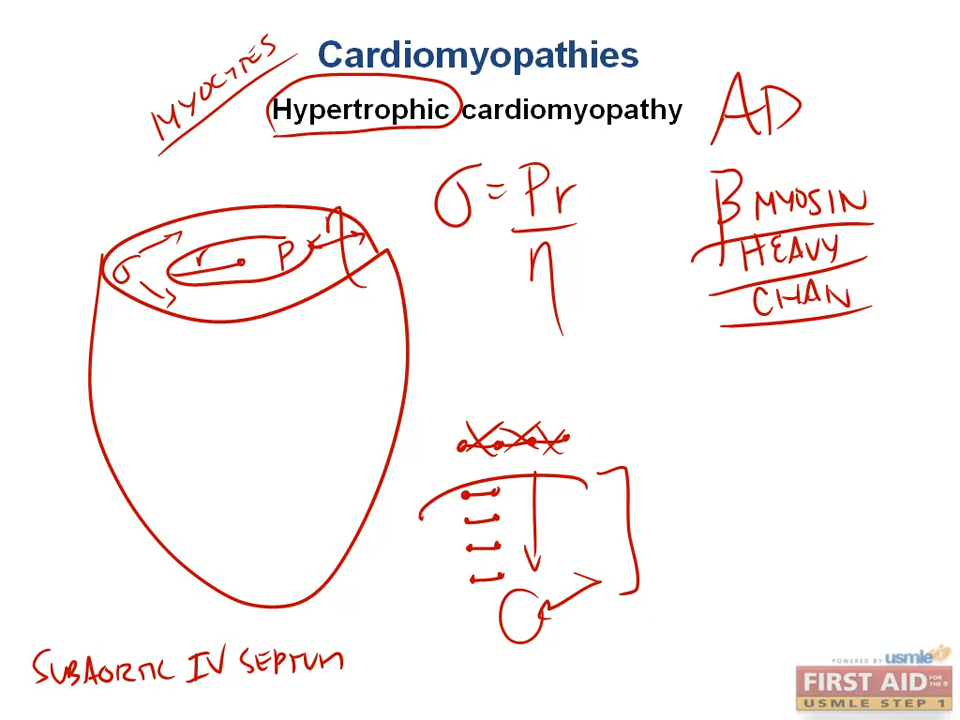 Cardiomyopathies
MYOCYTES
Hypertrophic cardiomyopathy
AD
σ = Pr
η
β MYOSIN
HEAVY
CHAN
σ r P η
SUBAORTIC IV SEPTUM
POWERED BY usmle
FIRST AID FOR THE
USMLE STEP 1